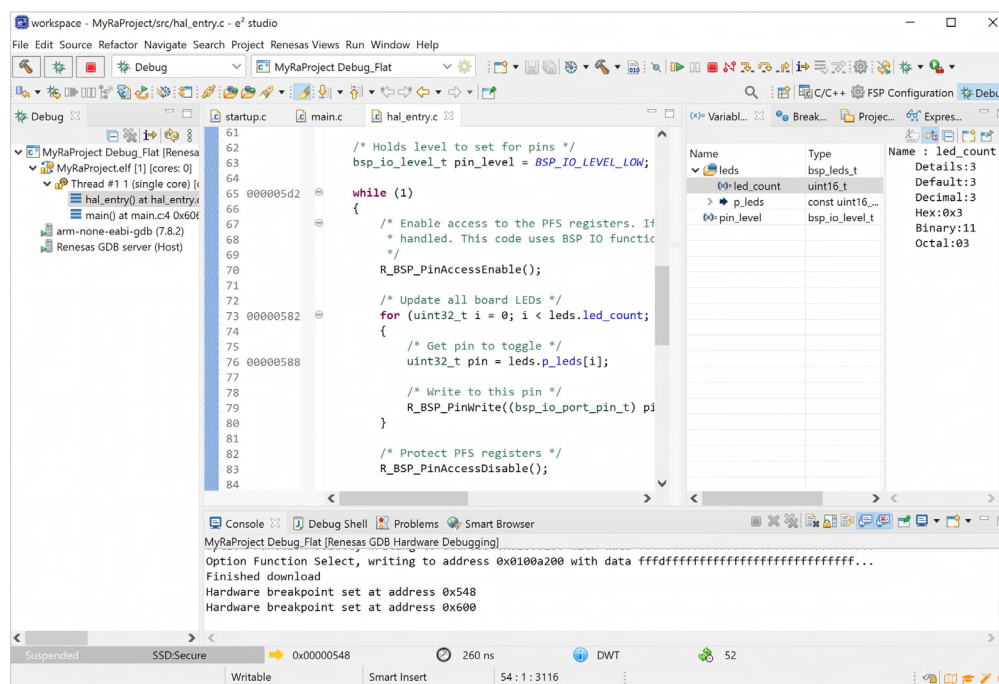 workspace - MyRaProject/src/hal_entry.c - e² studio
File Edit Source Refactor Navigate Search Project Renesas Views Run Window Help
Debug
MyRaProject Debug_Flat
C/C++
FSP Configuration
Debu
Debug
MyRaProject Debug_Flat [Renesa
MyRaProject.elf [1] [cores: 0]
Thread #1 1 (single core) [c
hal_entry() at hal_entry.c
main() at main.c:4 0x606
arm-none-eabi-gdb (7.8.2)
Renesas GDB server (Host)
startup.c
main.c
hal_entry.c
61
62 /* Holds level to set for pins */
63 bsp_io_level_t pin_level = BSP_IO_LEVEL_LOW;
64
65 000005d2 while (1)
66 {
67 /* Enable access to the PFS registers. If
68 * handled. This code uses BSP IO functio
69 */
70 R_BSP_PinAccessEnable();
71
72 /* Update all board LEDs */
73 00000582 for (uint32_t i = 0; i < leds.led_count;
74 {
75 /* Get pin to toggle */
76 00000588 uint32_t pin = leds.p_leds[i];
77
78 /* Write to this pin */
79 R_BSP_PinWrite((bsp_io_port_pin_t) pi
80 }
81
82 /* Protect PFS registers */
83 R_BSP_PinAccessDisable();
84
(x)= Variabl...
Break...
Projec...
Expres...
Name Type
leds bsp_leds_t
(x)= led_count uint16_t
p_leds const uint16_...
(x)= pin_level bsp_io_level_t
Name : led_count
Details:3
Default:3
Decimal:3
Hex:0x3
Binary:11
Octal:03
Console
Debug Shell
Problems
Smart Browser
MyRaProject Debug_Flat [Renesas GDB Hardware Debugging]
Option Function Select, writing to address 0x0100a200 with data fffdffffffffffffffffffffffffffff...
Finished download
Hardware breakpoint set at address 0x548
Hardware breakpoint set at address 0x600
Suspended
SSD:Secure
0x00000548
260 ns
DWT
52
Writable
Smart Insert
54 : 1 : 3116